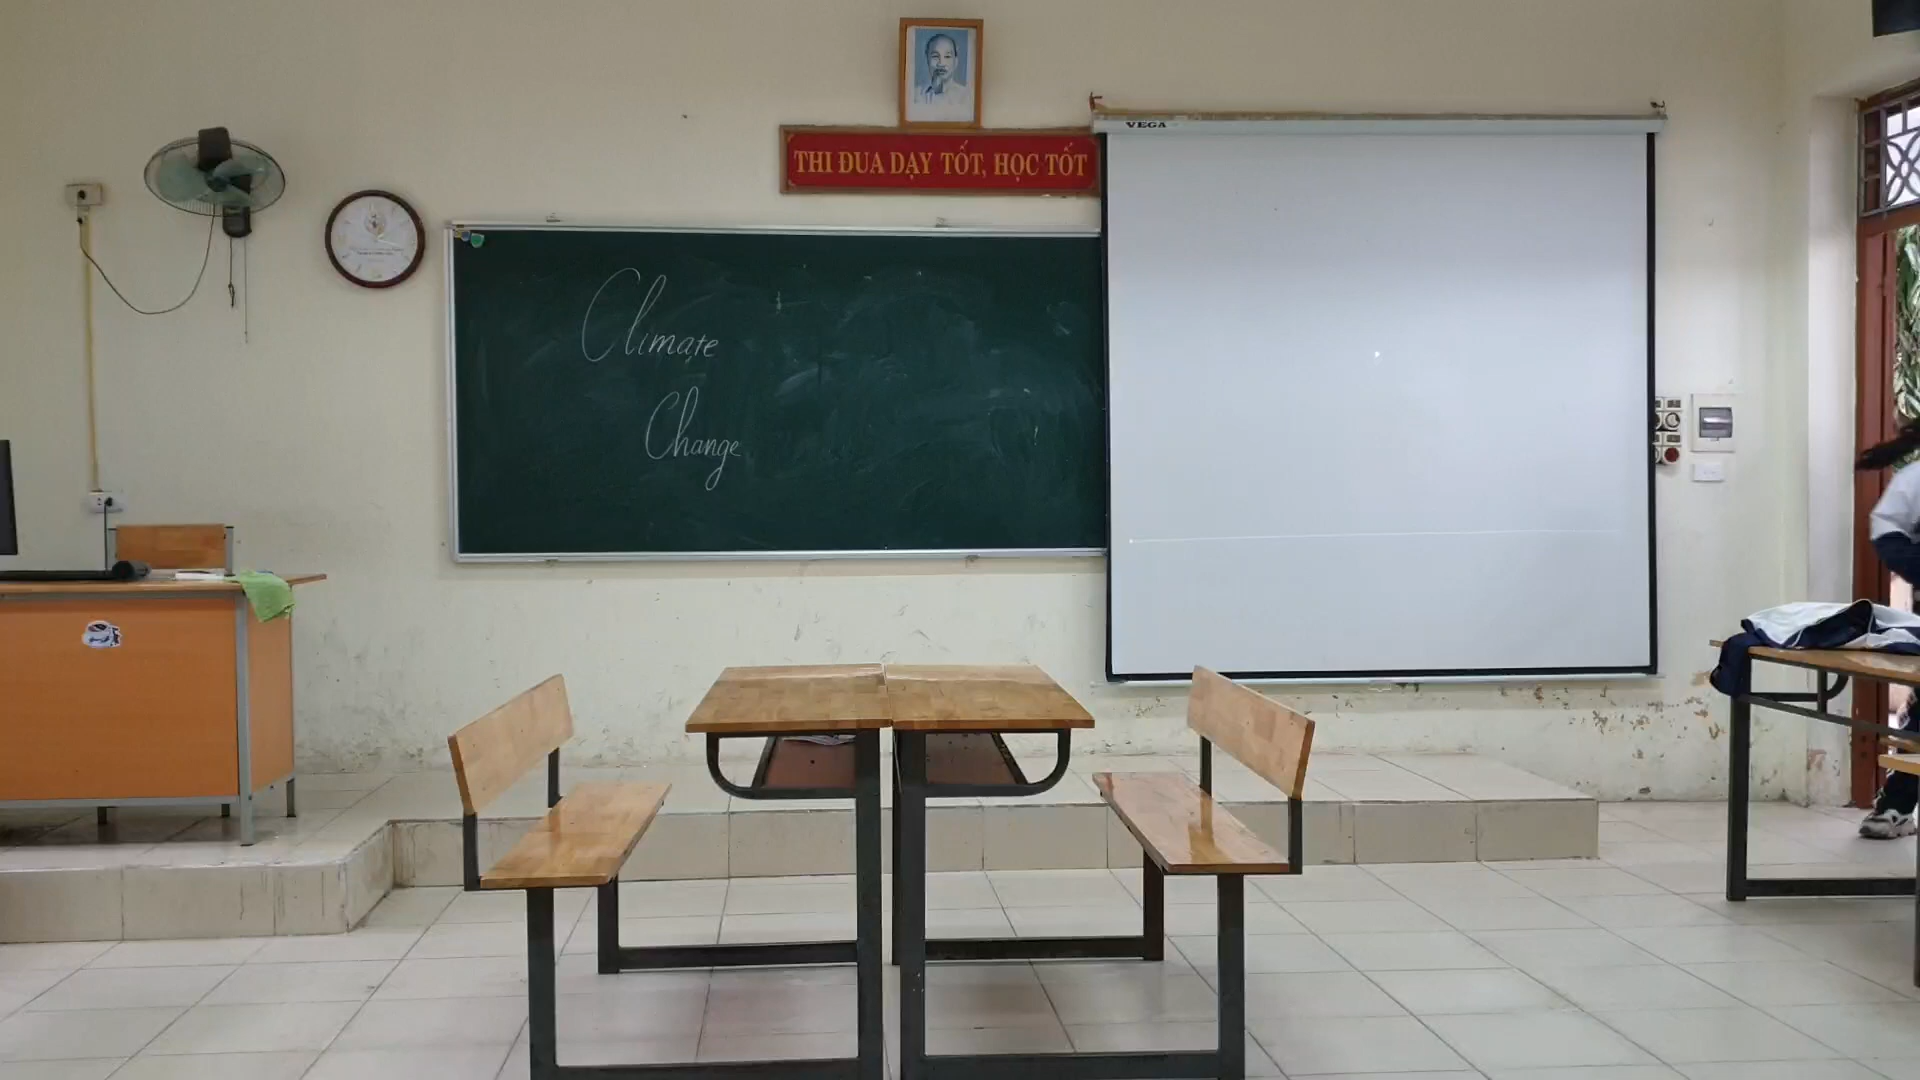 THI ĐUA DẠY TỐT, HỌC TỐT
VEGA
Climate
Change